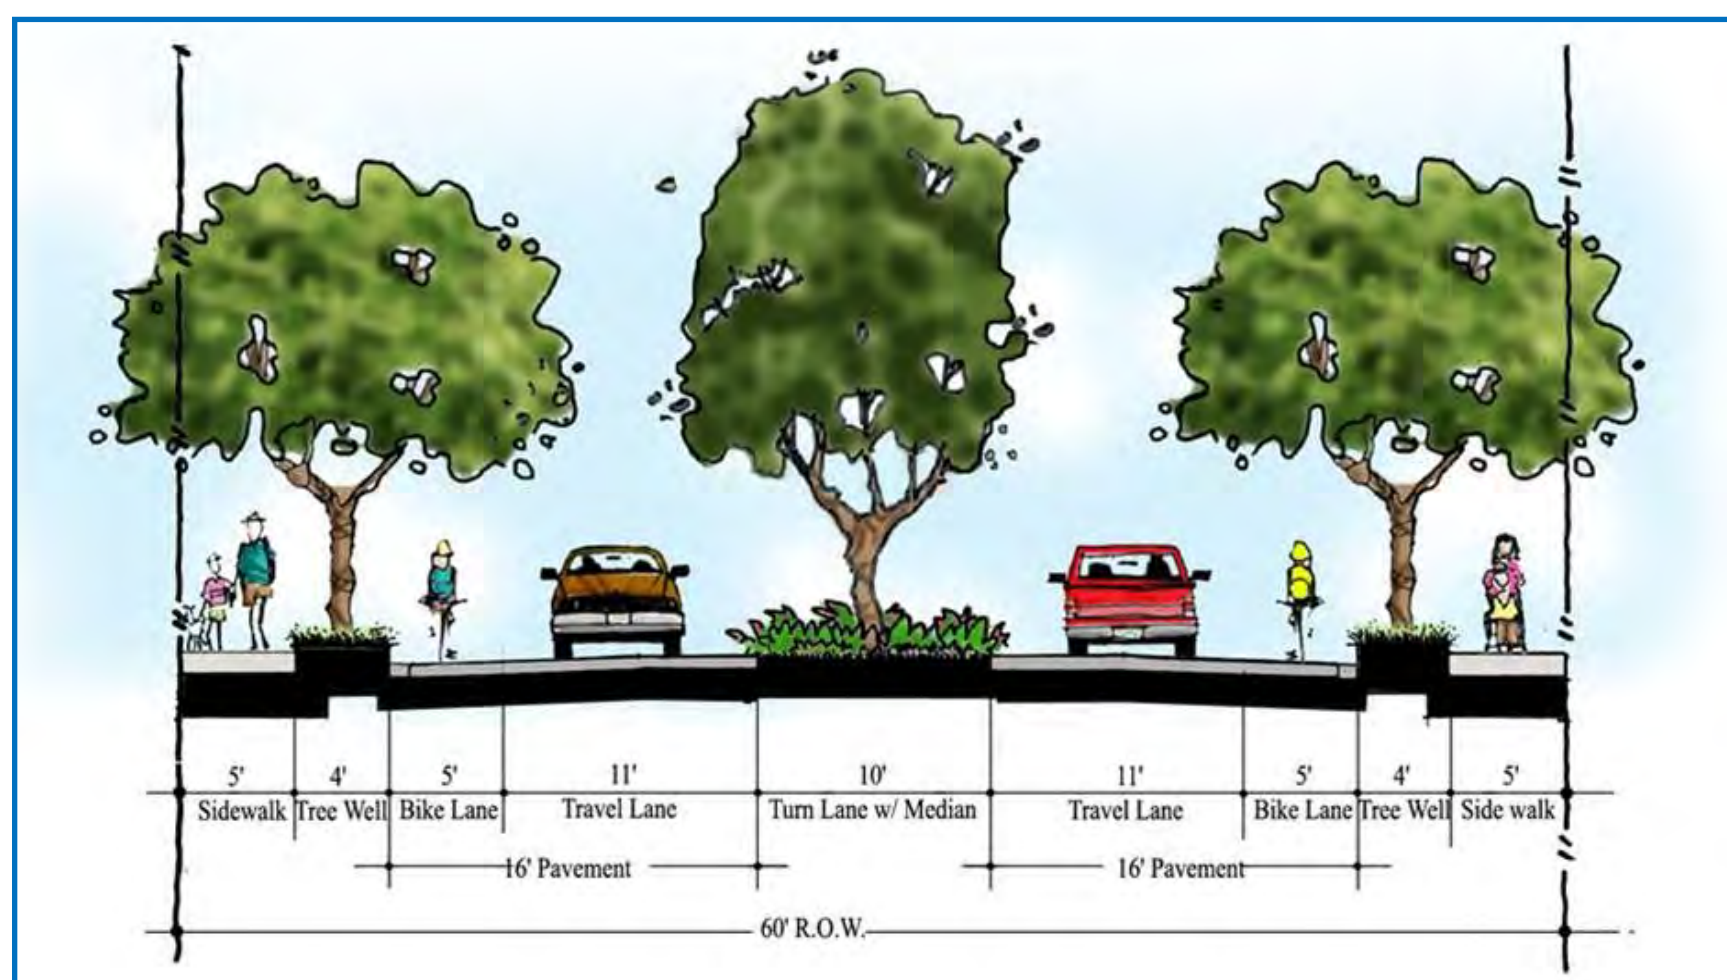 5' 4' 5' 11' 10' 11' 5' 4' 5'
Sidewalk Tree Well Bike Lane Travel Lane Turn Lane w/ Median Travel Lane Bike Lane Tree Well Side walk
16' Pavement 16' Pavement
60' R.O.W.